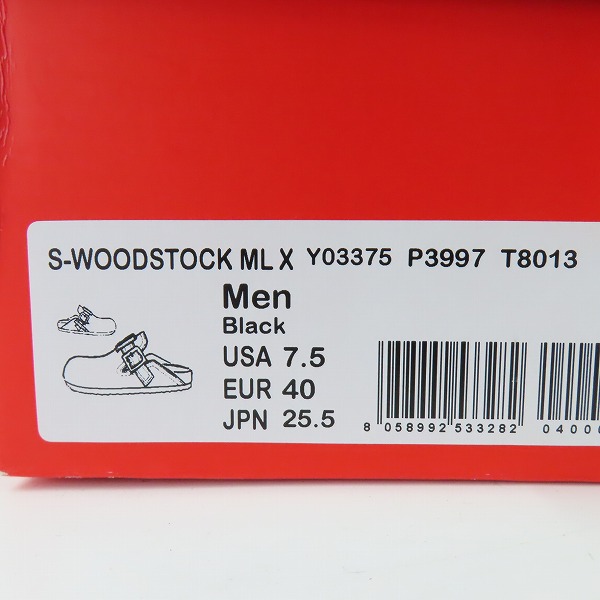 S-WOODSTOCK ML X Y03375 P3997 T8013
Men
Black
USA 7.5
EUR 40
JPN 25.5
8 058992 533282